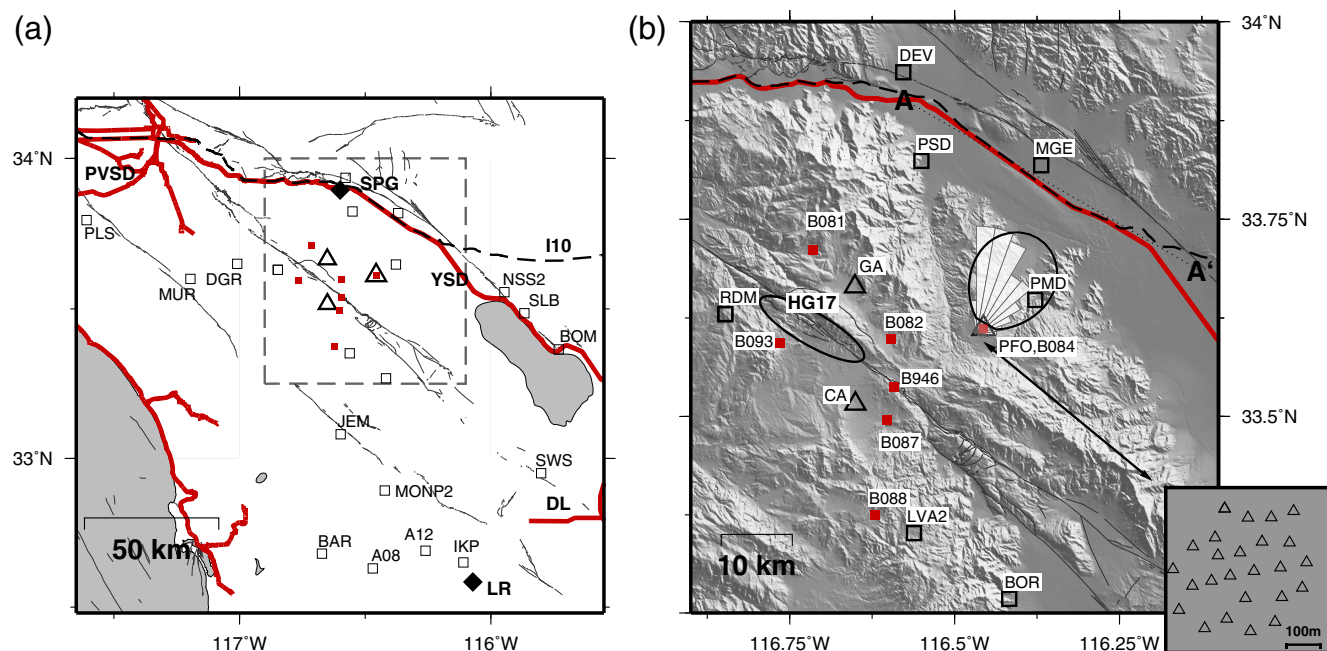 (a)
34˚N
33˚N
117˚W
116˚W
PVSD
SPG
I10
PLS
MUR
DGR
YSD
NSS2
SLB
BOM
JEM
SWS
MONP2
DL
50 km
BAR
A08
A12
IKP
LR
(b)
34˚N
33.75˚N
33.5˚N
116.75˚W
116.5˚W
116.25˚W
DEV
A
PSD
MGE
B081
GA
A'
RDM
HG17
PMD
B093
B082
PFO,B084
B946
CA
B087
B088
LVA2
10 km
BOR
100m